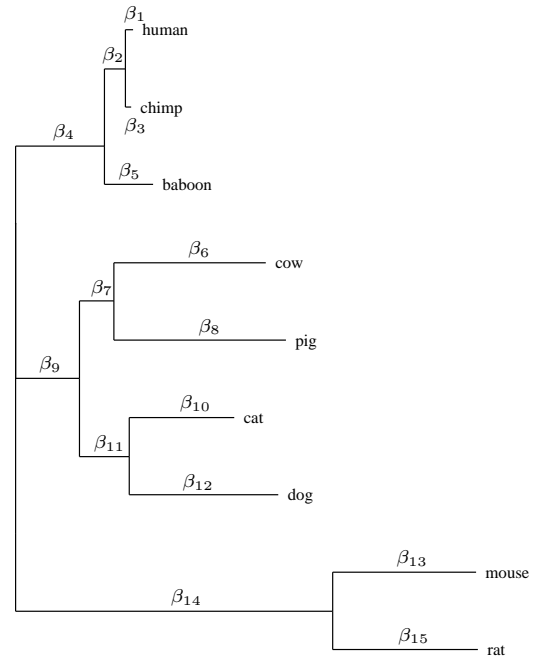 β1
human
β2
chimp
β3
β4
β5
baboon
β6
cow
β7
β8
pig
β9
β10
cat
β11
β12
dog
β13
mouse
β14
β15
rat